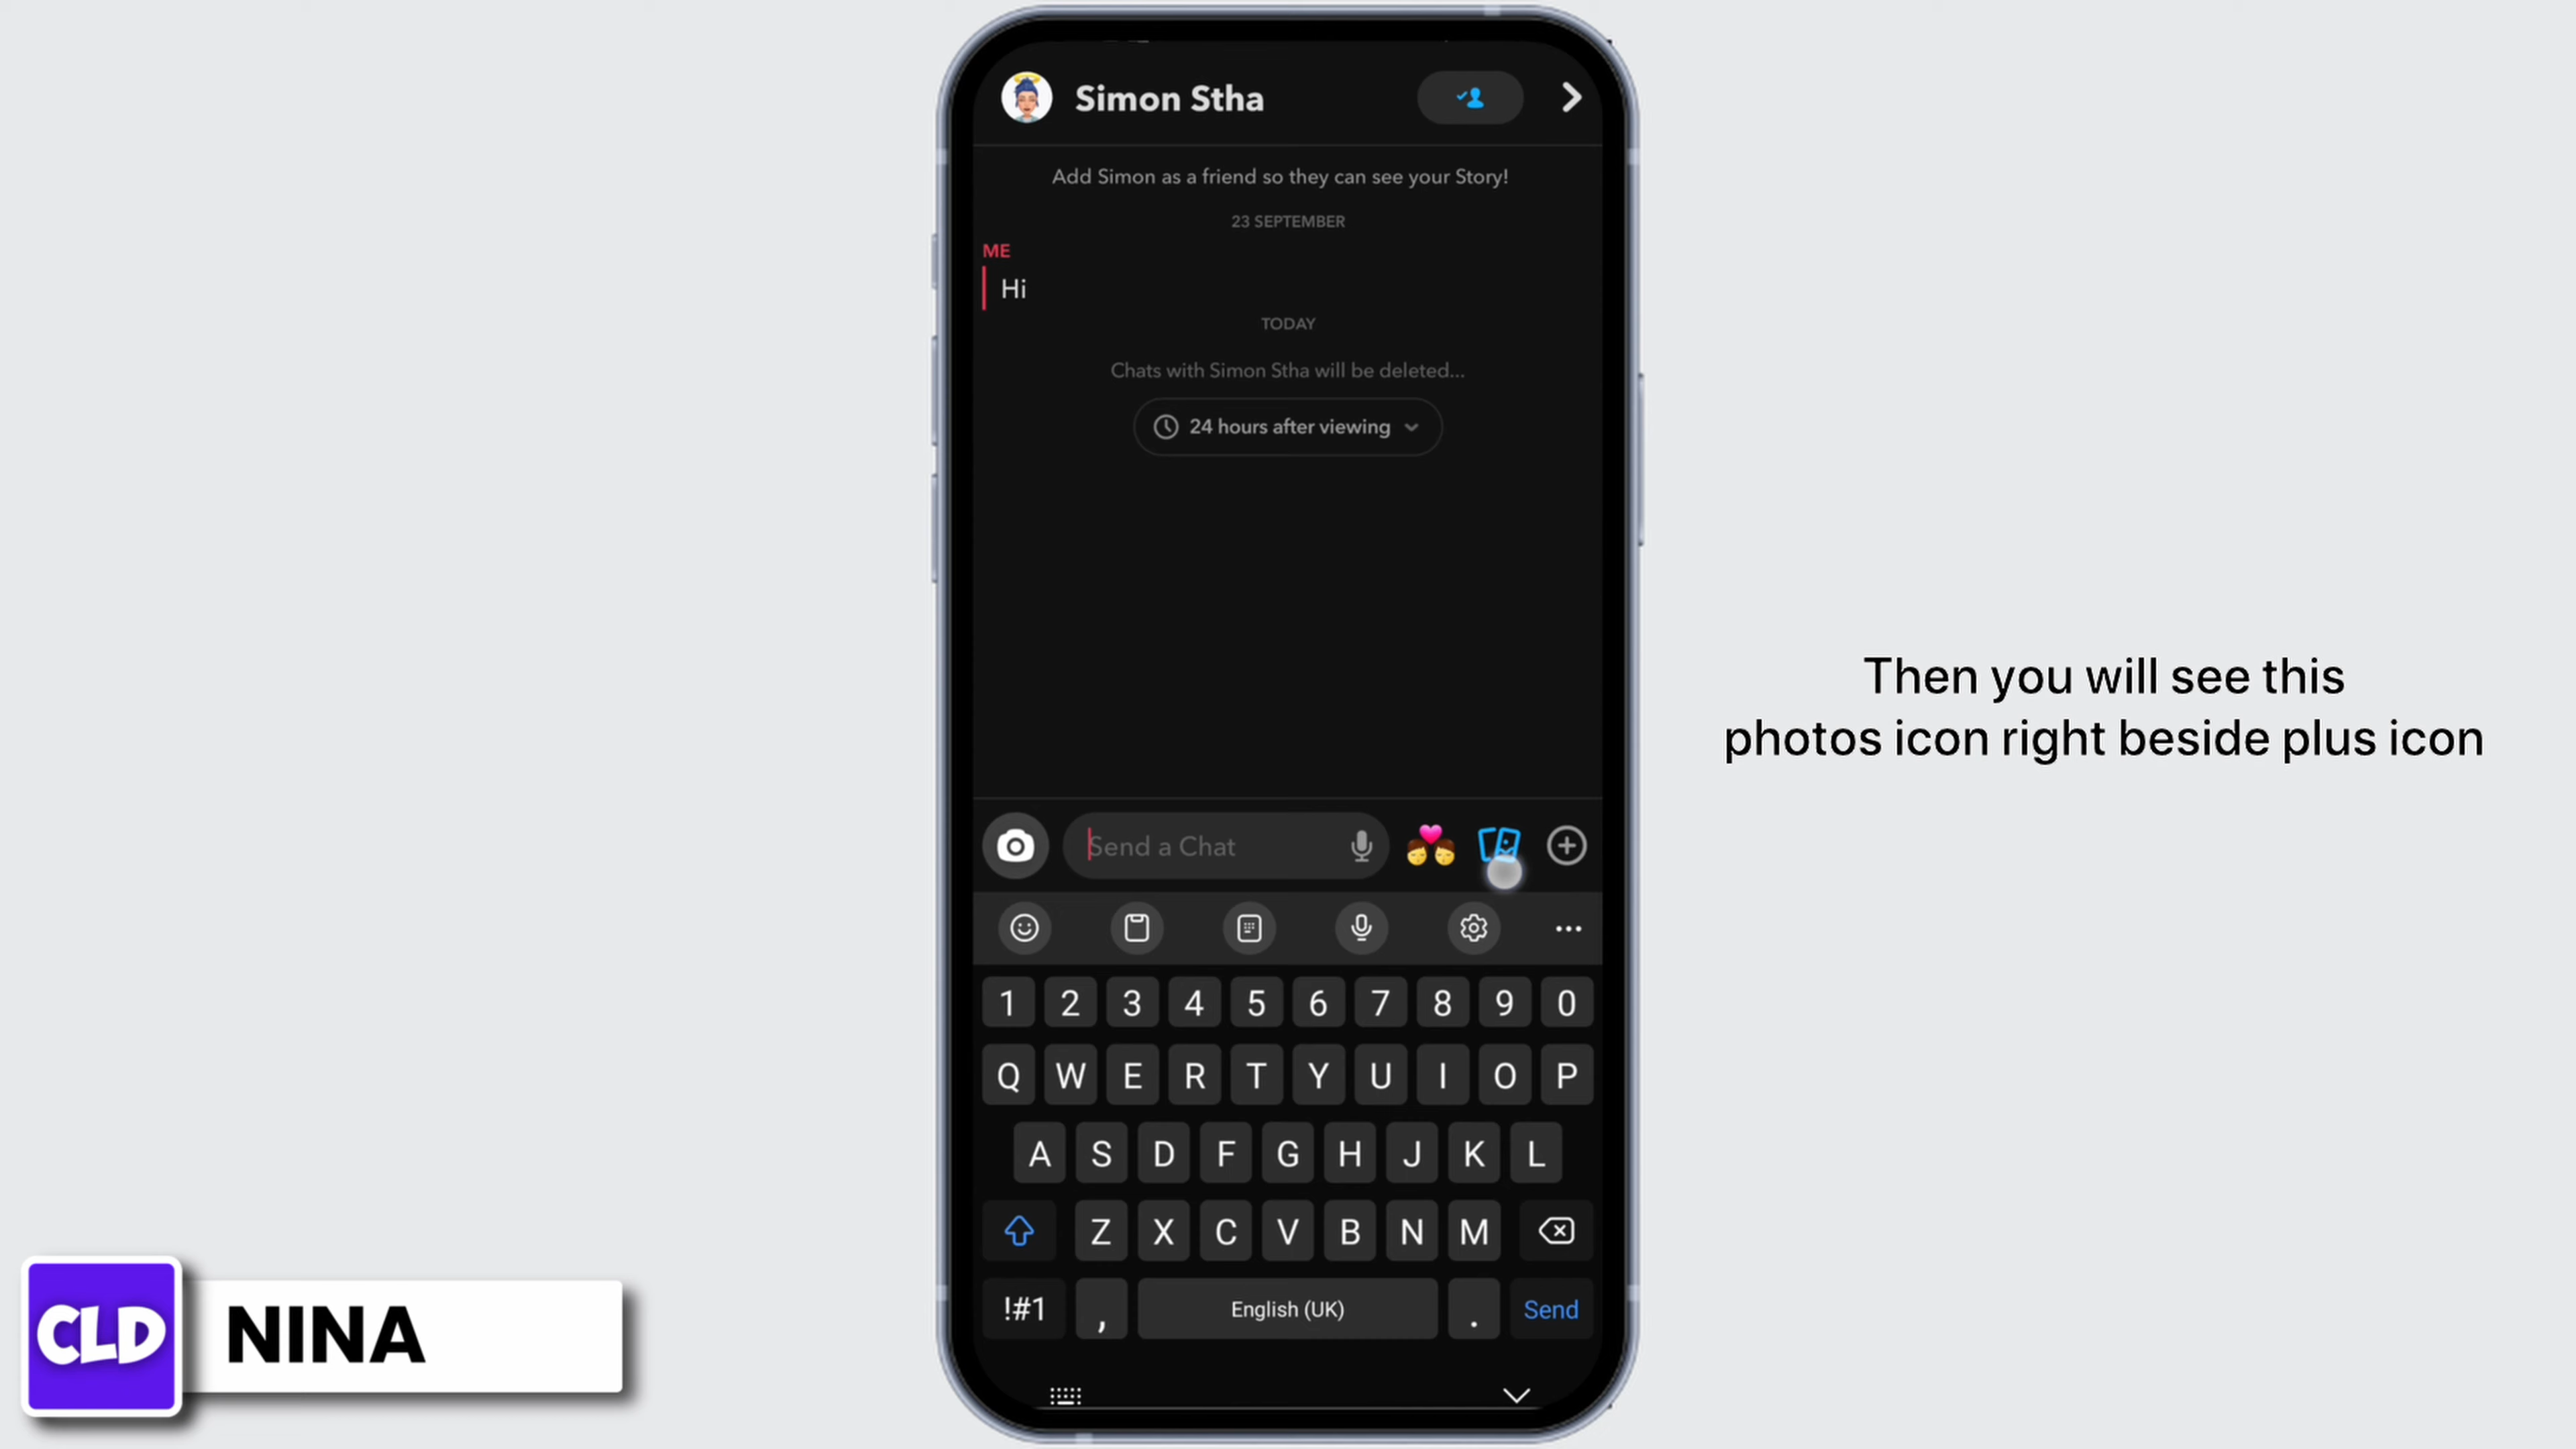 Simon Stha
Add Simon as a friend so they can see your Story!
23 SEPTEMBER
ME
Hi
TODAY
Chats with Simon Stha will be deleted...
24 hours after viewing
Then you will see this
photos icon right beside plus icon
Send a Chat
1 2 3 4 5 6 7 8 9 0
Q W E R T Y U I O P
A S D F G H J K L
Z X C V B N M
!#1 , English (UK) . Send
CLD NINA